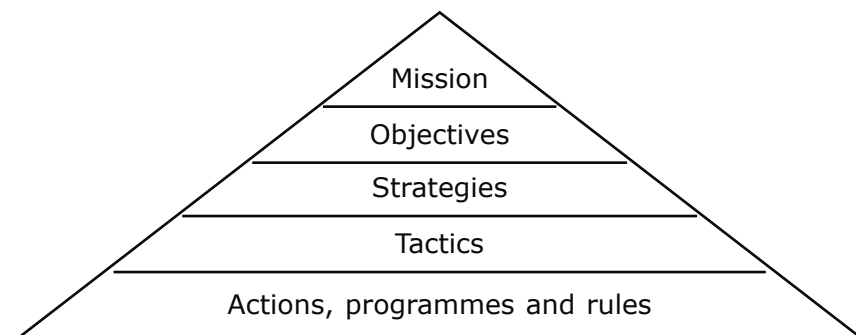 Mission
Objectives
Strategies
Tactics
Actions, programmes and rules